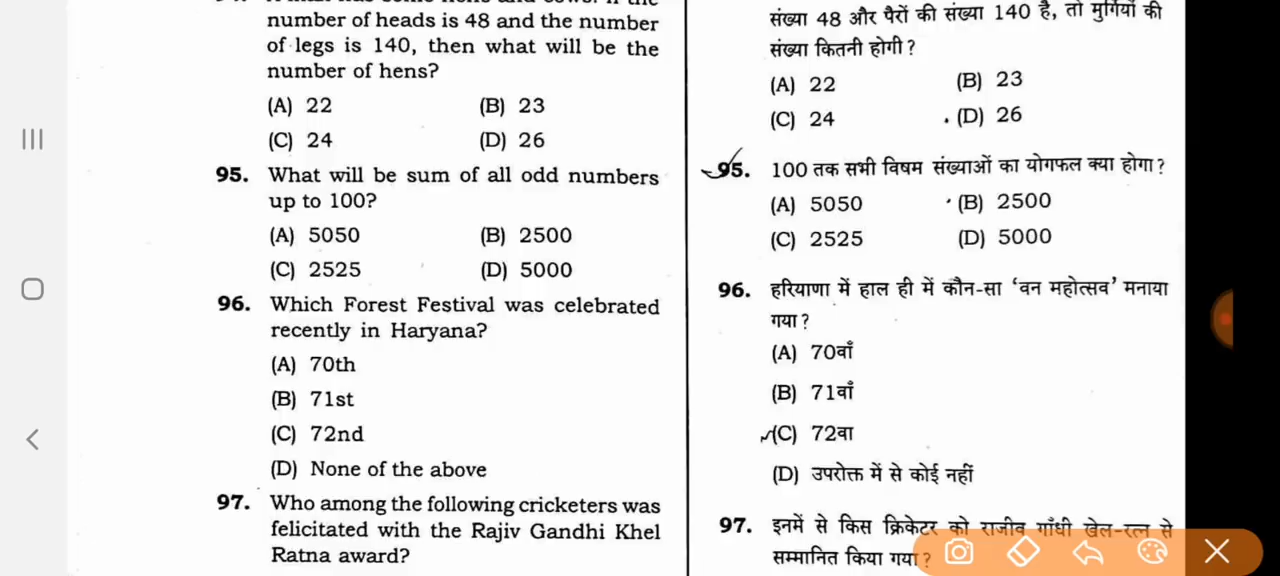 number of heads is 48 and the number
of legs is 140, then what will be the
number of hens?
(A) 22 (B) 23
(C) 24 (D) 26
95. What will be sum of all odd numbers
up to 100?
(A) 5050 (B) 2500
(C) 2525 (D) 5000
96. Which Forest Festival was celebrated
recently in Haryana?
(A) 70th
(B) 71st
(C) 72nd
(D) None of the above
97. Who among the following cricketers was
felicitated with the Rajiv Gandhi Khel
Ratna award?
संख्या 48 और पैरों की संख्या 140 है, तो मुर्गियों की
संख्या कितनी होगी?
(A) 22 (B) 23
(C) 24 (D) 26
95. 100 तक सभी विषम संख्याओं का योगफल क्या होगा?
(A) 5050 (B) 2500
(C) 2525 (D) 5000
96. हरियाणा में हाल ही में कौन-सा 'वन महोत्सव' मनाया
गया?
(A) 70वाँ
(B) 71वाँ
(C) 72वा
(D) उपरोक्त में से कोई नहीं
97. इनमें से किस क्रिकेटर को राजीव गाँधी खेल-रत्न से
सम्मानित किया गया?